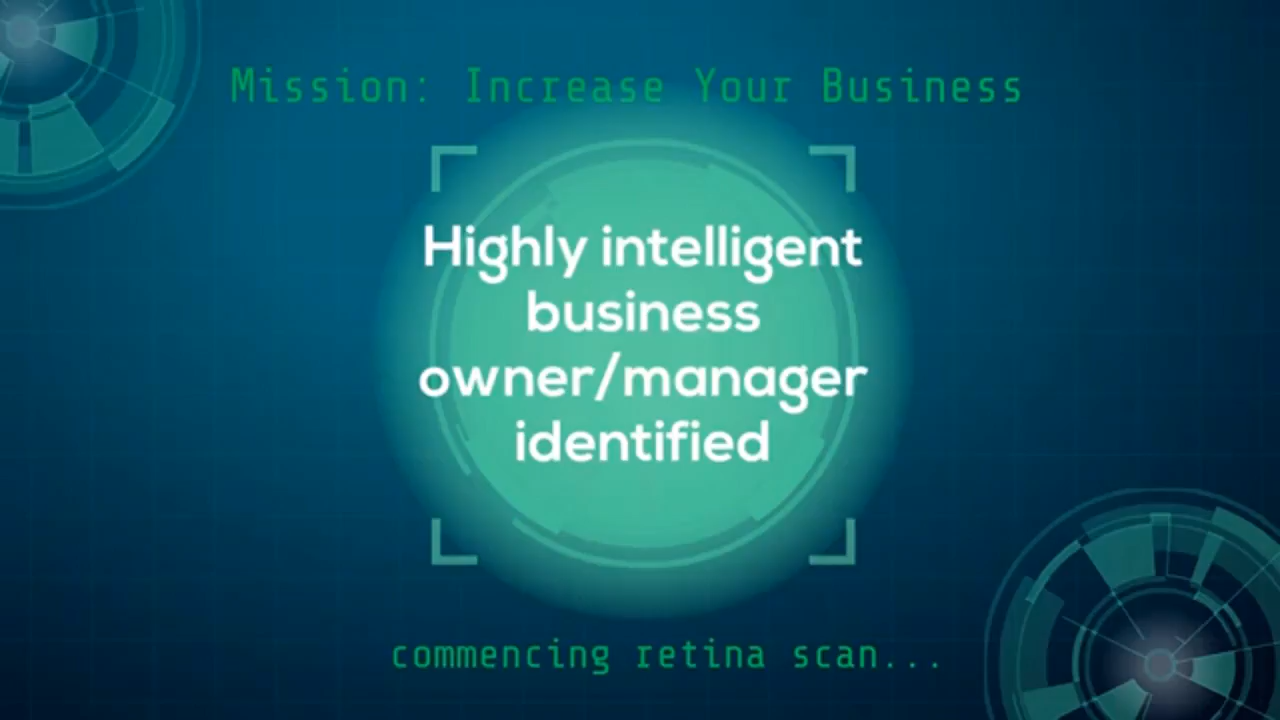 Mission: Increase Your Business
Highly intelligent
business
owner/manager
identified
commencing retina scan...